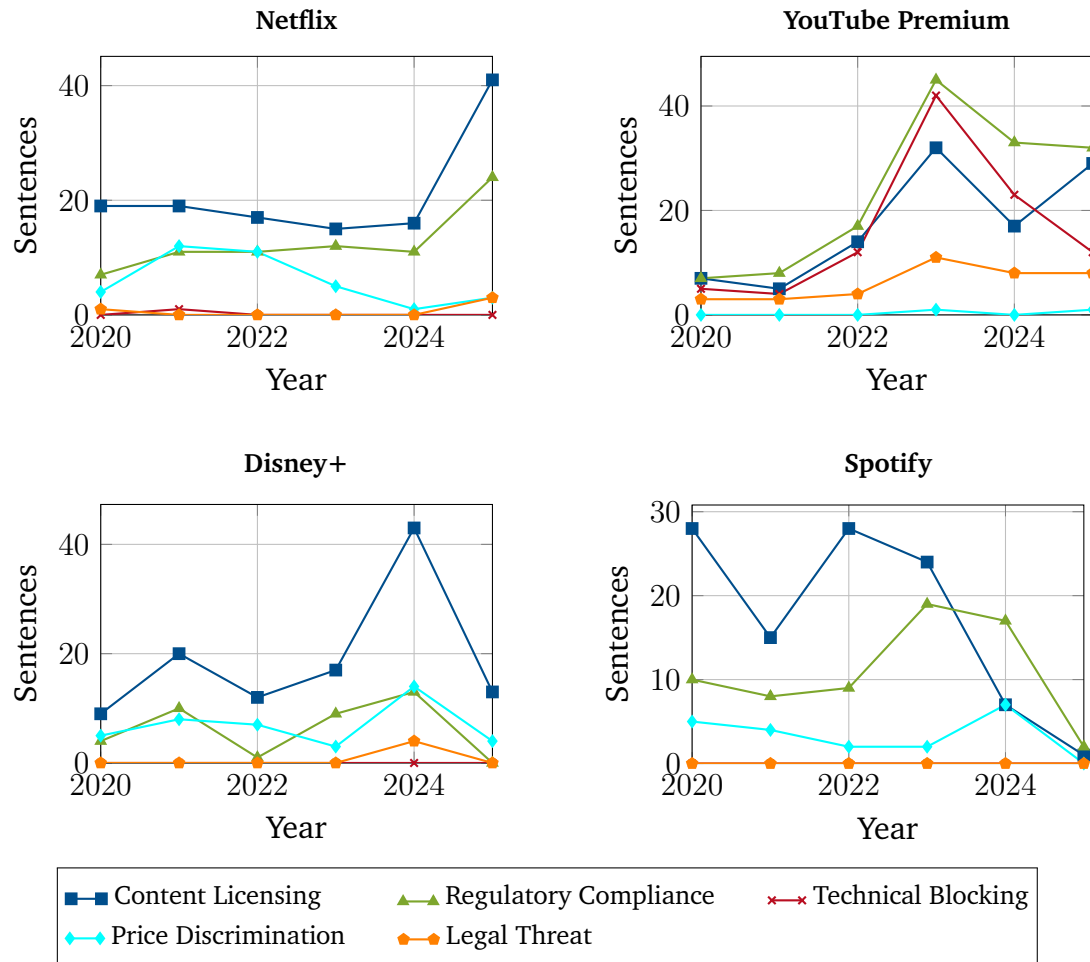 Netflix
40
20
0
2020 2022 2024
Sentences
Year
YouTube Premium
40
20
0
2020 2022 2024
Sentences
Year
Disney+
40
20
0
2020 2022 2024
Sentences
Year
Spotify
30
20
10
0
2020 2022 2024
Sentences
Year
Content Licensing Regulatory Compliance Technical Blocking
Price Discrimination Legal Threat